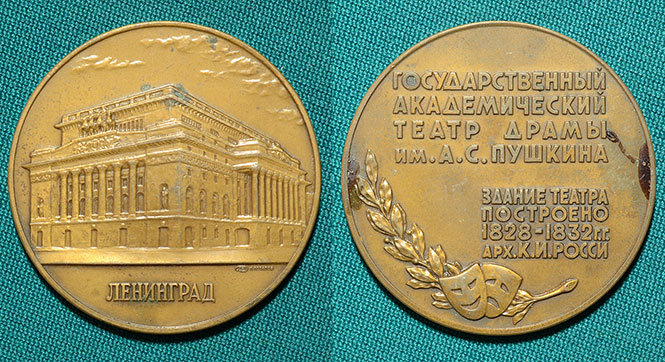 ЛЕНИНГРАД
ГОСУДАРСТВЕННЫЙ
АКАДЕМИЧЕСКИЙ
ТЕАТР ДРАМЫ
ИМ. А.С. ПУШКИНА
ЗДАНИЕ ТЕАТРА
ПОСТРОЕНО
1828-1832 ГГ.
АРХ. К.И. РОССИ